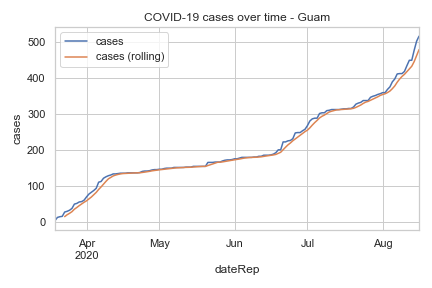 COVID-19 cases over time - Guam
cases
cases (rolling)
500
400
300
200
100
0
cases
Apr
2020
May
Jun
Jul
Aug
dateRep